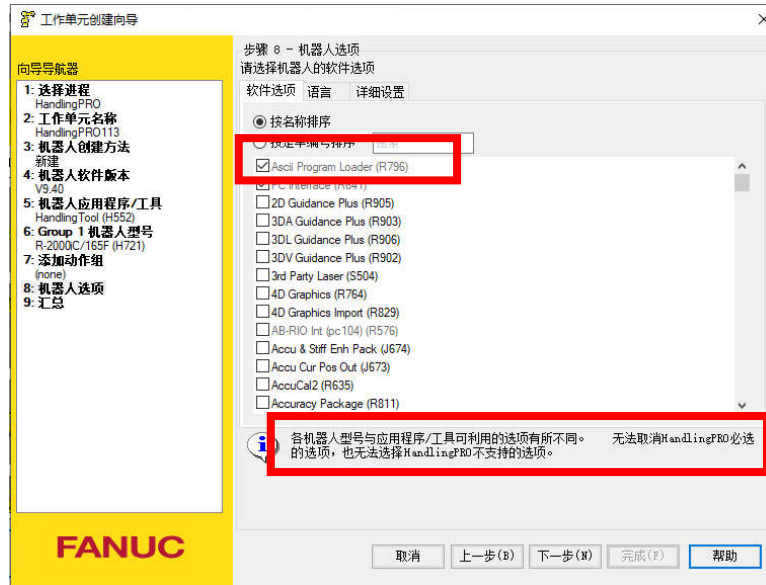 工作单元创建向导
向导导航器
1: 选择进程
HandlingPRO
2: 工作单元名称
HandlingPRO113
3: 机器人创建方法
新建
4: 机器人软件版本
V9.40
5: 机器人应用程序/工具
HandlingTool (H552)
6: Group 1 机器人型号
R-2000iC/165F (H721)
7: 添加动作组
(none)
8: 机器人选项
9: 汇总
FANUC
步骤 8 - 机器人选项
请选择机器人的软件选项
软件选项 语言 详细设置
按名称排序
按定单编号排序
Ascii Program Loader (R796)
PC Interface (R641)
2D Guidance Plus (R905)
3DA Guidance Plus (R903)
3DL Guidance Plus (R906)
3DV Guidance Plus (R902)
3rd Party Laser (S504)
4D Graphics (R764)
4D Graphics Import (R829)
AB-RIO Int (pc104) (R576)
Accu & Stiff Enh Pack (J674)
Accu Cur Pos Out (J673)
AccuCal2 (R635)
Accuracy Package (R811)
各机器人型号与应用程序/工具可利用的选项有所不同。 无法取消HandlingPRO必选
的选项，也无法选择HandlingPRO不支持的选项。
取消 上一步(B) 下一步(N) 完成(F) 帮助